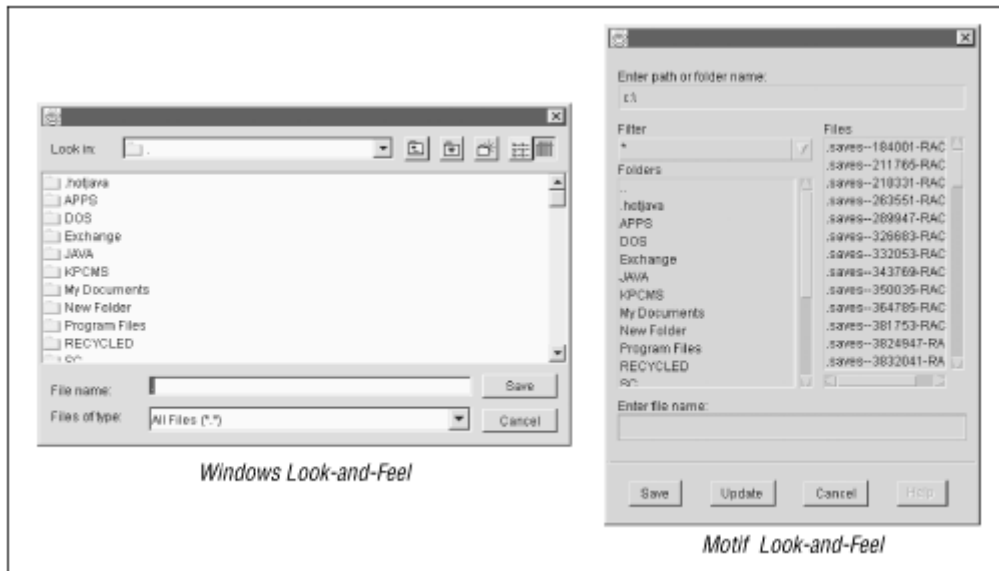 Look in:
.
.hotjava
APPS
DOS
Exchange
JAVA
KPCMS
My Documents
New Folder
Program Files
RECYCLED
SC
File name:
.
Save
Files of type:
All Files (*.*)
Cancel
Windows Look-and-Feel
Enter path or folder name:
c:\
Filter
*
Folders
..
.hotjava
APPS
DOS
Exchange
JAVA
KPCMS
My Documents
New Folder
Program Files
RECYCLED
SC
Files
.saves--184001-RAC
.saves--211765-RAC
.saves--218331-RAC
.saves--263551-RAC
.saves--289947-RAC
.saves--326683-RAC
.saves--332053-RAC
.saves--343769-RAC
.saves--350035-RAC
.saves--364785-RAC
.saves--381753-RAC
.saves--3824947-RA
.saves--3832041-RA
Enter file name:
Save
Update
Cancel
Help
Motif Look-and-Feel